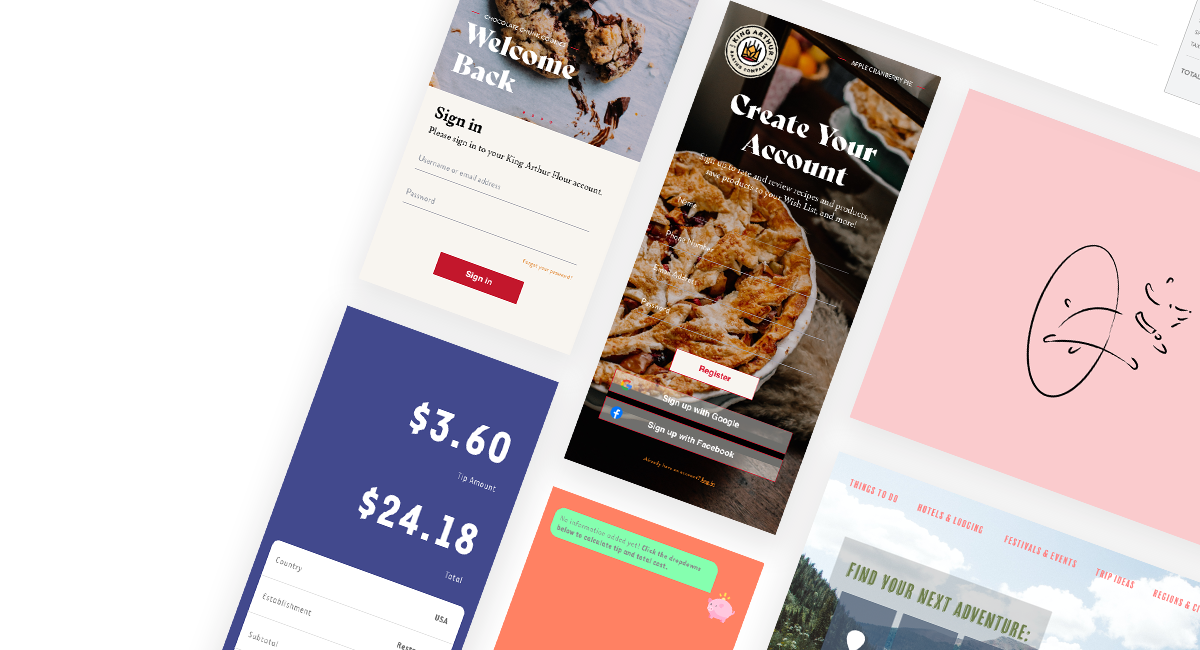 CHOCOLATE CHUNK COOKIES
Welcome
Back
Sign in
Please sign in to your King Arthur Flour account.
Username or email address
Password
Forgot your password?
Sign In
KING ARTHUR
BAKING COMPANY
APPLE CRANBERRY PIE
Create Your
Account
Sign up to rate and review recipes and products,
save products to your Wish List, and more!
Name
Phone Number
Email Address
Password
Register
Sign up with Google
Sign up with Facebook
Already have an account? Sign In
TOTAL
$3.60
Tip Amount
$24.18
Total
Country
USA
Establishment
Subtotal
No information added yet! Click the dropdowns
below to calculate tip and total cost.
THINGS TO DO
HOTELS & LODGING
FESTIVALS & EVENTS
TRIP IDEAS
REGIONS &
FIND YOUR NEXT ADVENTURE: